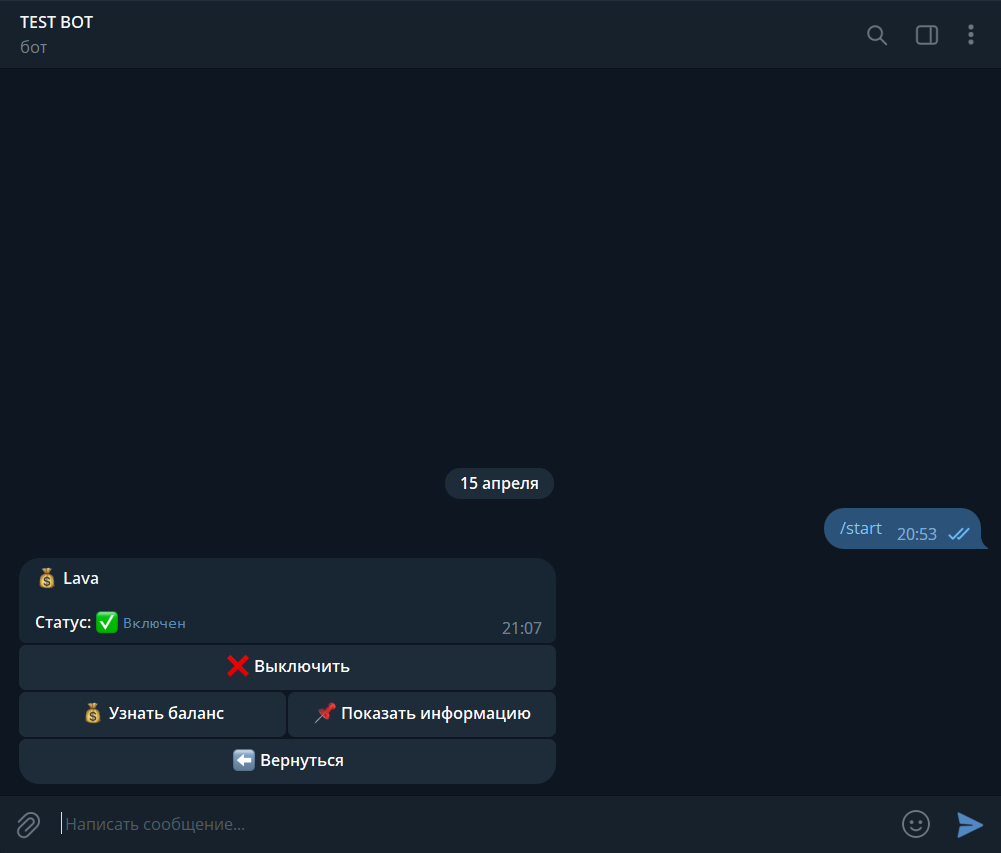 TEST BOT
бот
15 апреля
/start 20:53
💰 Lava
Статус: ✅ Включен 21:07
❌ Выключить
💰 Узнать баланс
📌 Показать информацию
⬅️ Вернуться
Написать сообщение...